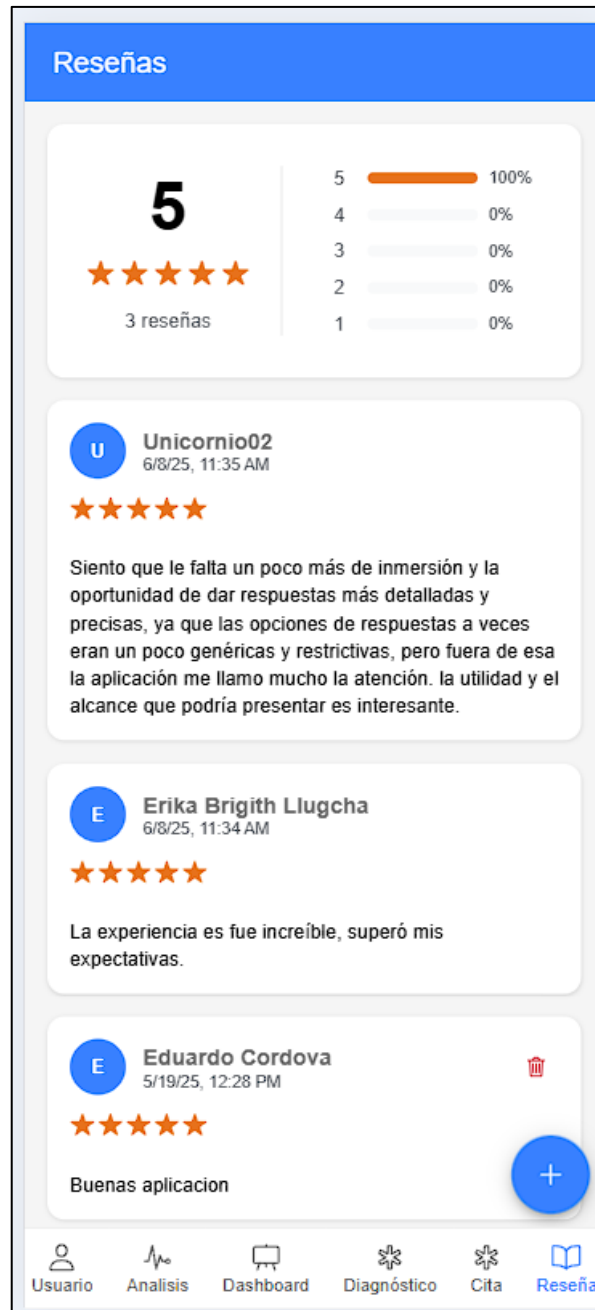 Reseñas
5
3 reseñas
5 100%
4 0%
3 0%
2 0%
1 0%
U
Unicornio02
6/8/25, 11:35 AM
Siento que le falta un poco más de inmersión y la
oportunidad de dar respuestas más detalladas y
precisas, ya que las opciones de respuestas a veces
eran un poco genéricas y restrictivas, pero fuera de esa
la aplicación me llamo mucho la atención. la utilidad y el
alcance que podría presentar es interesante.
E
Erika Brigith Llugcha
6/8/25, 11:34 AM
La experiencia es fue increíble, superó mis
expectativas.
E
Eduardo Cordova
5/19/25, 12:28 PM
Buenas aplicacion
Usuario Analisis Dashboard Diagnóstico Cita Reseña